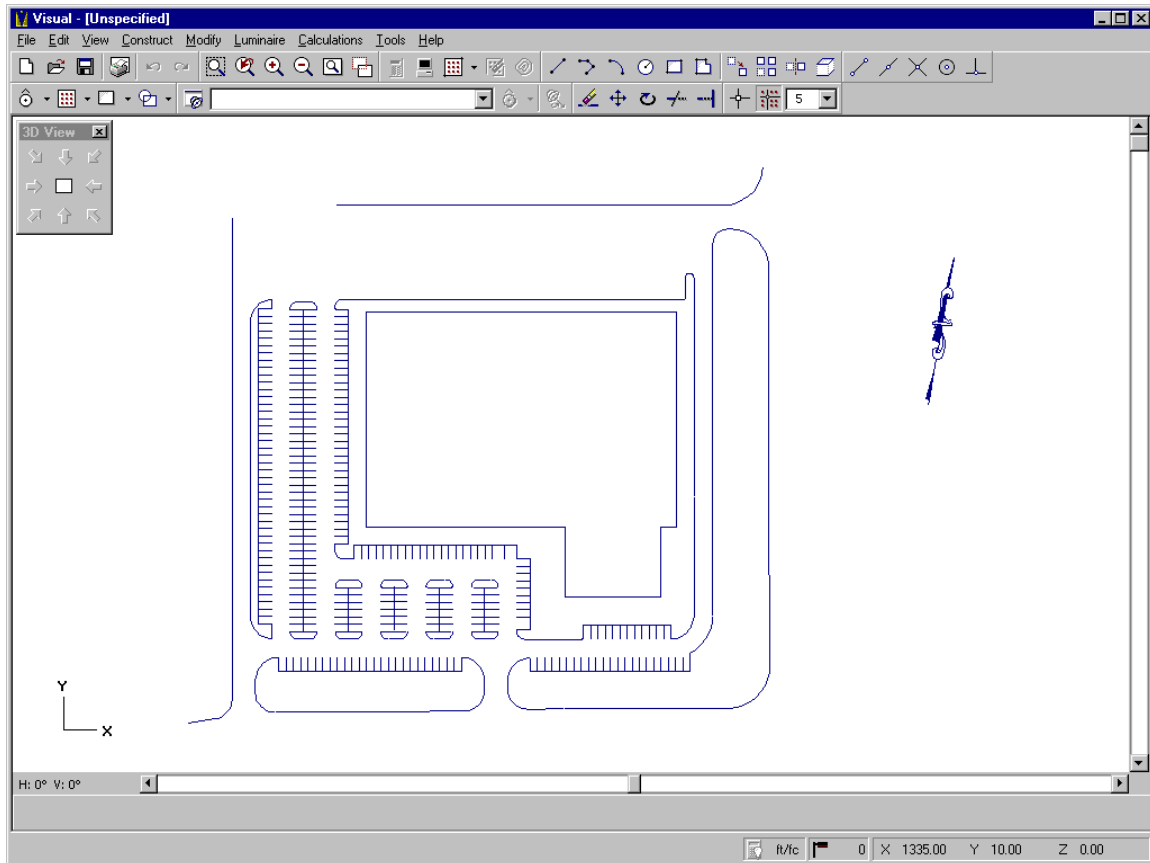 Visual - [Unspecified]
File Edit View Construct Modify Luminaire Calculations Tools Help
5
3D View
Y
X
H: 0° V: 0°
ft/fc 0 X 1335.00 Y 10.00 Z 0.00